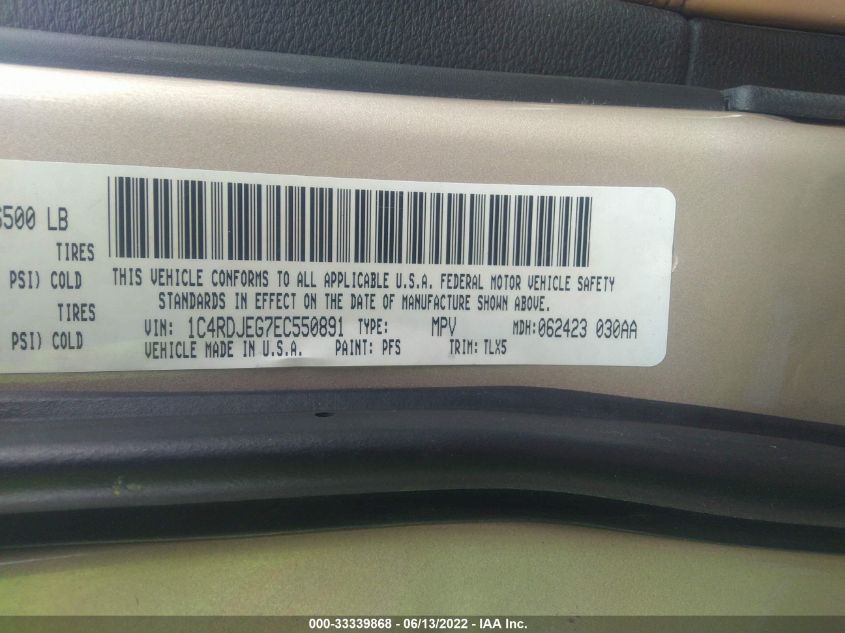 500 LB
TIRES
PSI) COLD
TIRES
PSI) COLD
THIS VEHICLE CONFORMS TO ALL APPLICABLE U.S.A. FEDERAL MOTOR VEHICLE SAFETY
STANDARDS IN EFFECT ON THE DATE OF MANUFACTURE SHOWN ABOVE.
VIN: 1C4RDJEG7EC550891 TYPE: MPV MDH:062423 030AA
VEHICLE MADE IN U.S.A. PAINT: PFS TRIM: TLX5
000-33339868 - 06/13/2022 - IAA Inc.